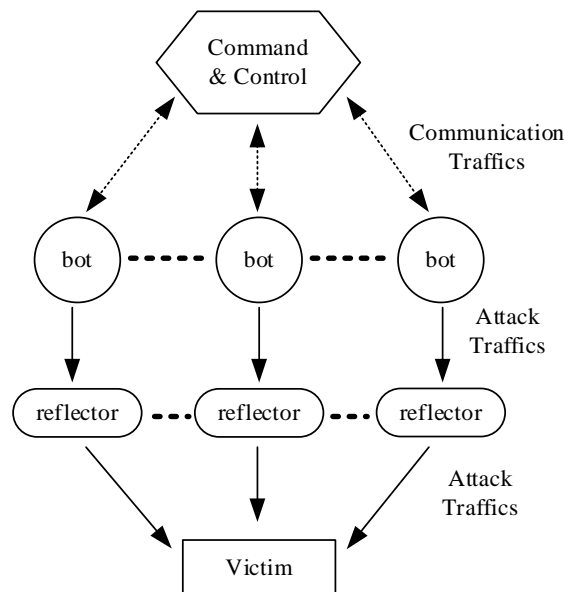 Command
& Control
Communication
Traffics
bot
bot
bot
Attack
Traffics
reflector
reflector
reflector
Attack
Traffics
Victim